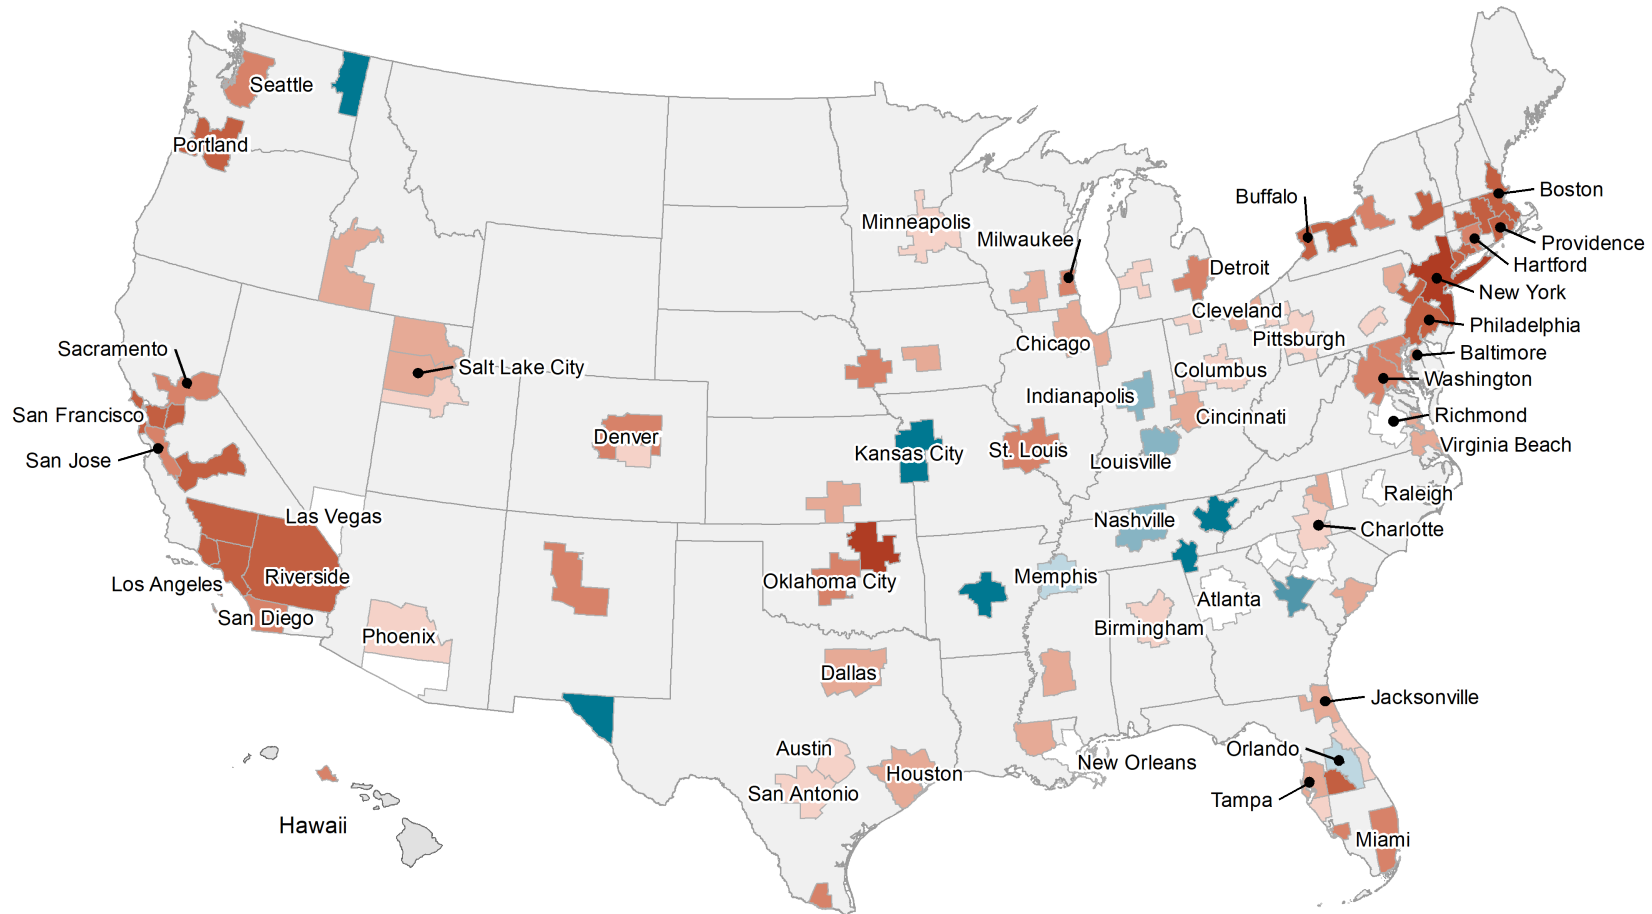 Seattle
Portland
Minneapolis
Milwaukee
Buffalo
Boston
Providence
Hartford
Detroit
New York
Cleveland
Philadelphia
Chicago
Pittsburgh
Baltimore
Sacramento
Salt Lake City
Columbus
Washington
Indianapolis
San Francisco
Cincinnati
Richmond
Denver
Virginia Beach
Kansas City
St. Louis
San Jose
Louisville
Raleigh
Las Vegas
Nashville
Charlotte
Riverside
Los Angeles
Oklahoma City
Memphis
Atlanta
San Diego
Phoenix
Birmingham
Dallas
Jacksonville
Austin
Orlando
New Orleans
Houston
San Antonio
Tampa
Hawaii
Miami